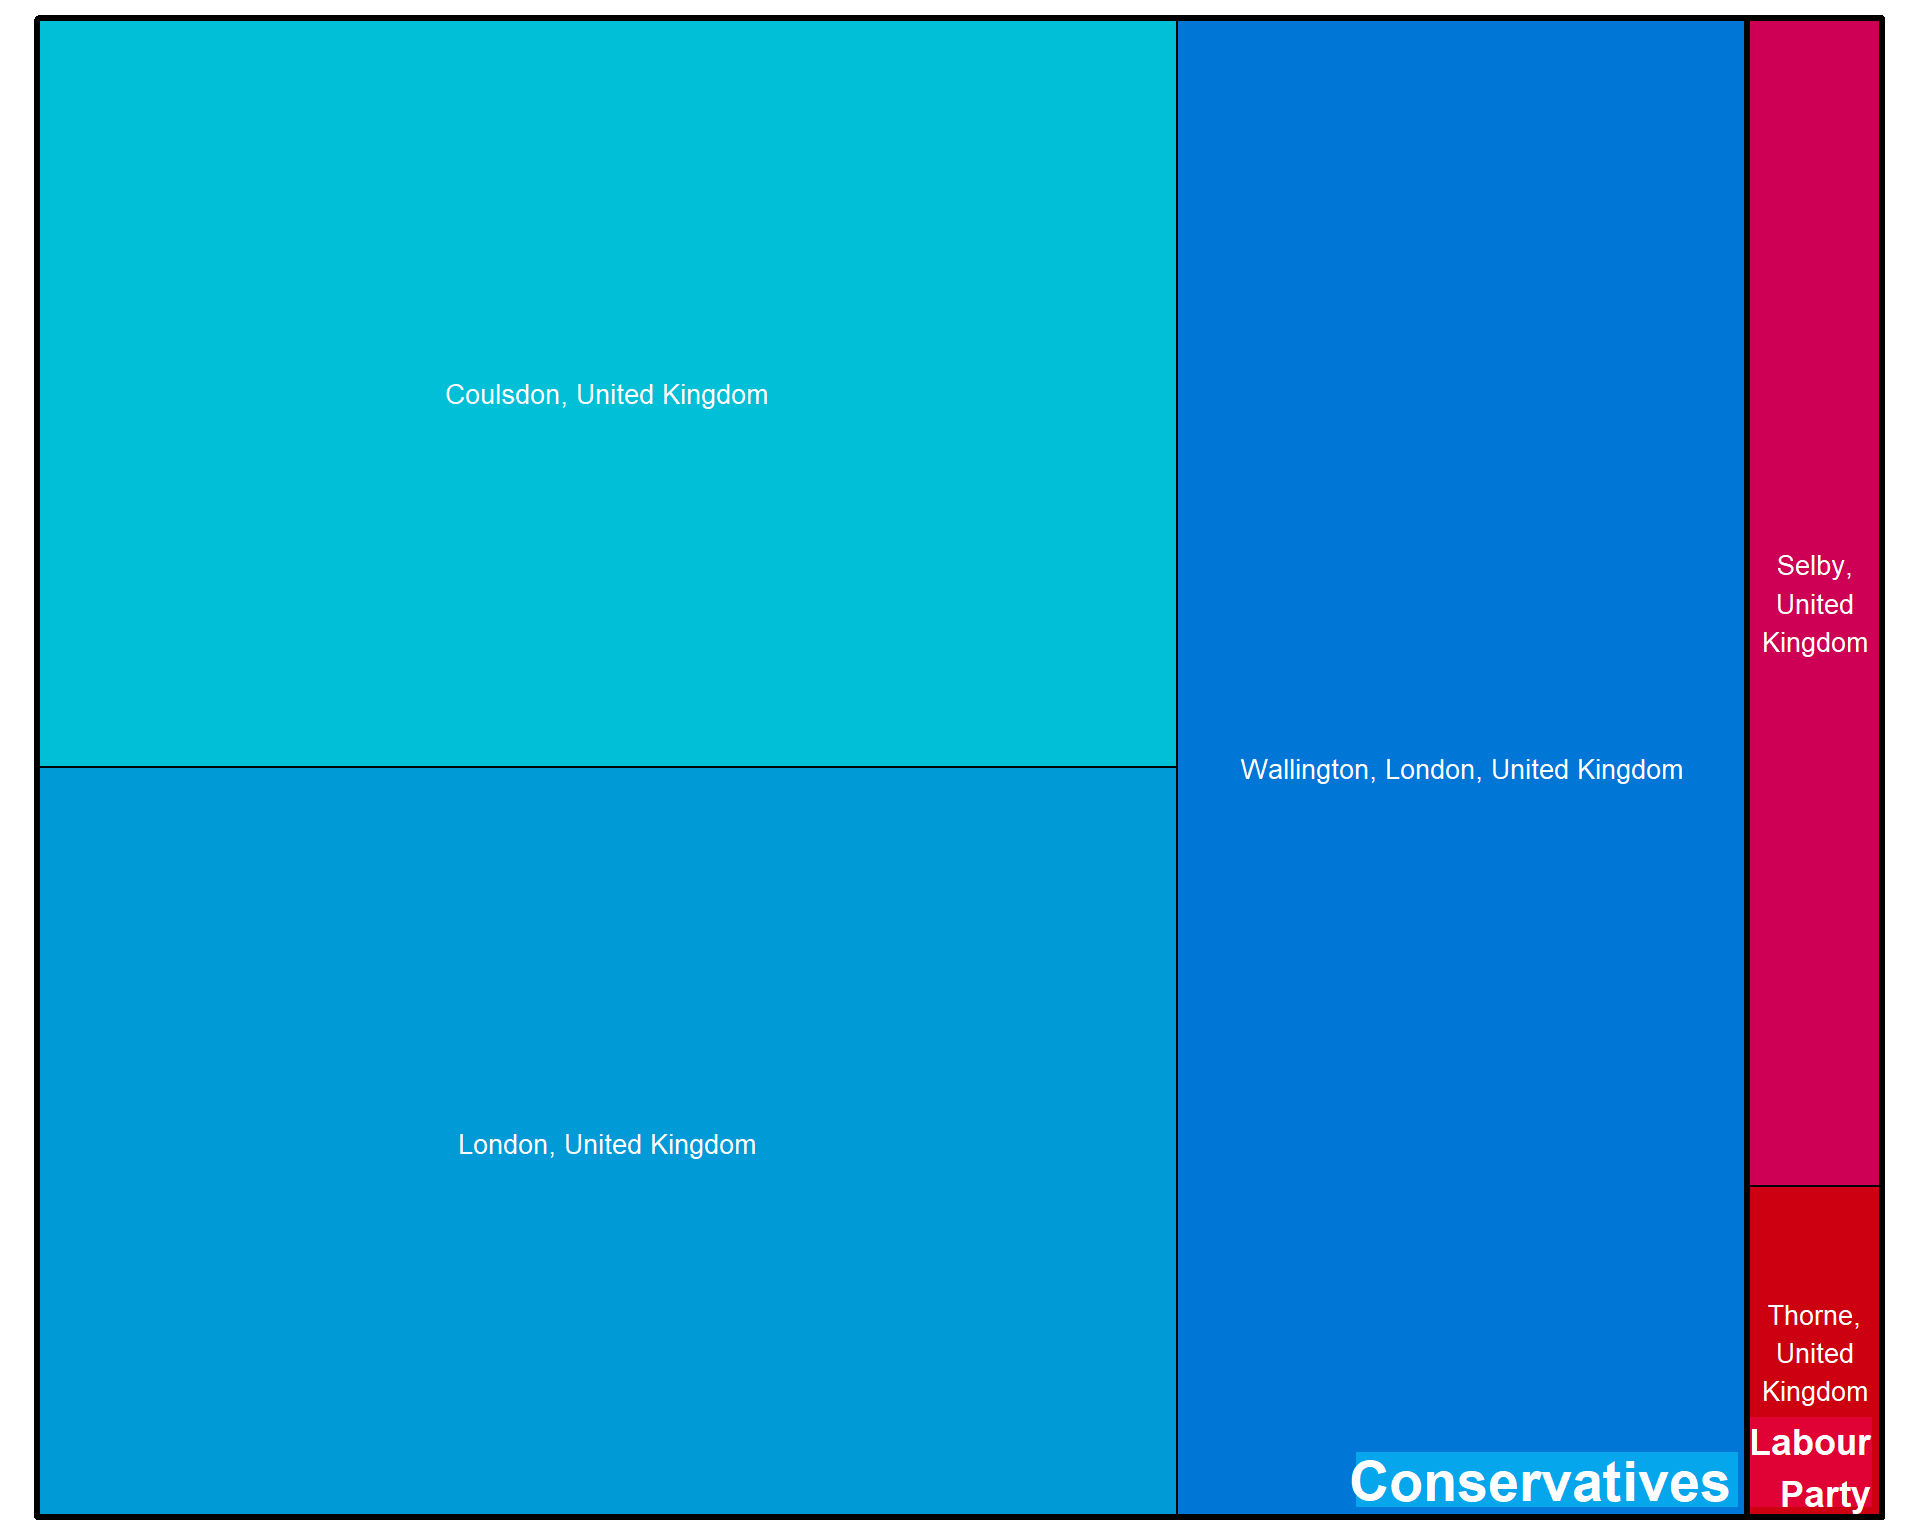 Coulsdon, United Kingdom
London, United Kingdom
Wallington, London, United Kingdom
Conservatives
Selby,
United
Kingdom
Thorne,
United
Kingdom
Labour
Party